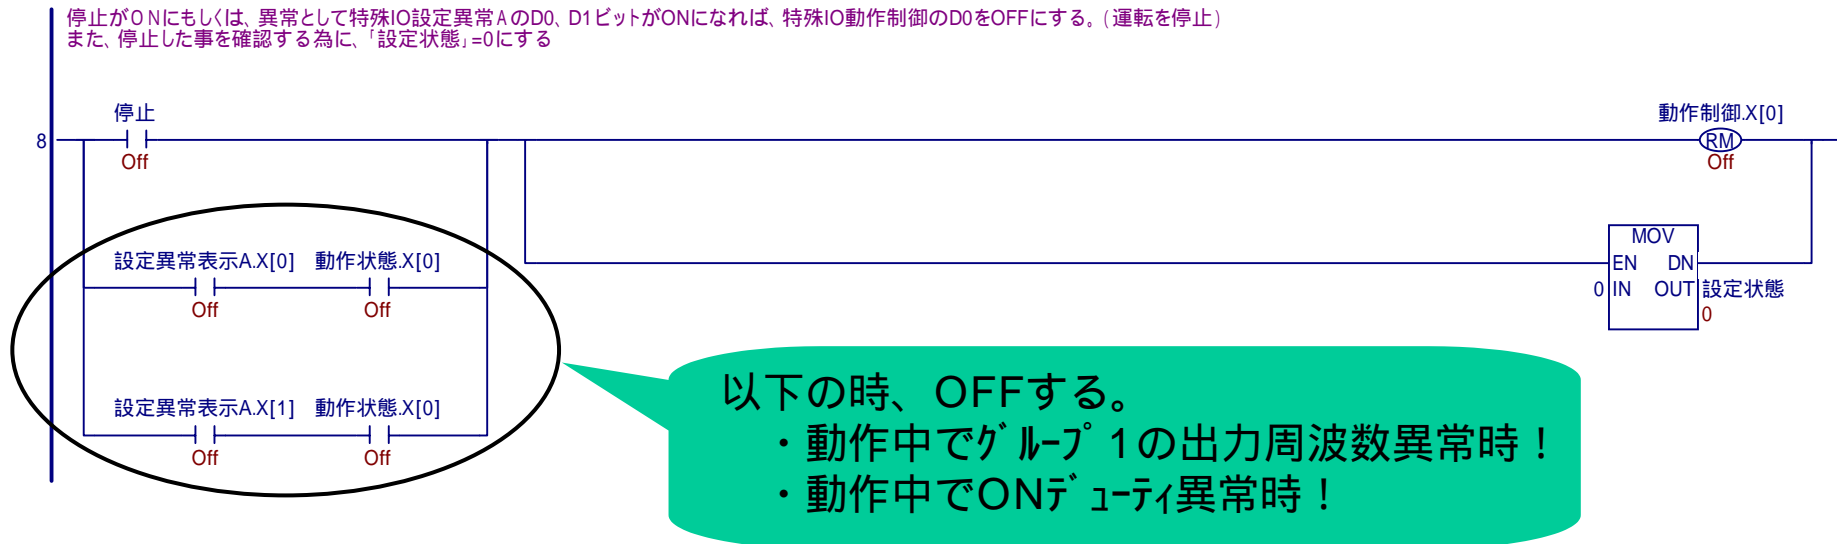 停止がONにもしくは、異常として特殊IO設定異常AのD0、D1ビットがONになれば、特殊IO動作制御のD0をOFFにする。(運転を停止)
また、停止した事を確認する為に、「設定状態」=0にする
停止
動作制御.X[0]
8
RM
Off
Off
MOV
設定異常表示A.X[0] 動作状態.X[0]
EN DN
0 IN OUT 設定状態
Off Off
0
以下の時、OFFする。
設定異常表示A.X[1] 動作状態.X[0]
・動作中でグループ1の出力周波数異常時!
Off Off
・動作中でONデューティ異常時!